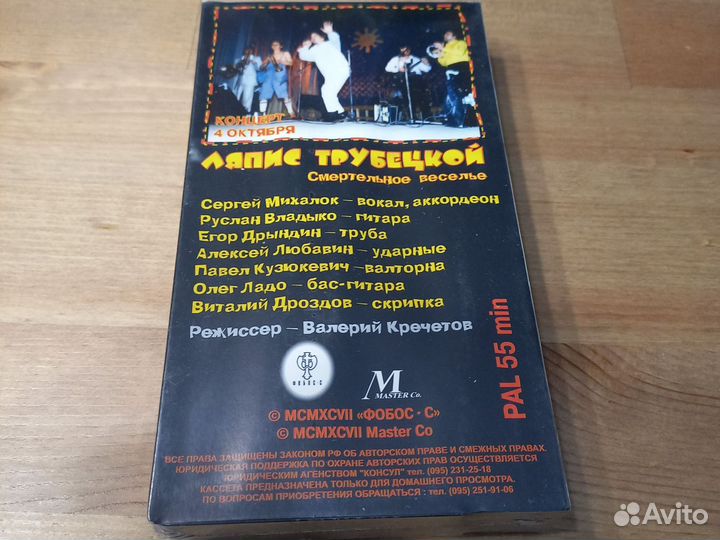 КОНЦЕРТ
4 ОКТЯБРЯ
ЛЯПИС ТРУБЕЦКОЙ
Смертельное веселье
Сергей Михалок – вокал, аккордеон
Руслан Владыко – гитара
Егор Дрындин – труба
Алексей Любавин – ударные
Павел Кузюкевич – валторна
Олег Ладо – бас-гитара
Виталий Дроздов – скрипка
Режиссер – Валерий Кречетов
PAL 55 min
ФОБОС·С
M
MASTER Co.
© MCMXCVII «ФОБОС · С»
© MCMXCVII Master Co
ВСЕ ПРАВА ЗАЩИЩЕНЫ ЗАКОНОМ РФ ОБ АВТОРСКОМ ПРАВЕ И СМЕЖНЫХ ПРАВАХ.
ЮРИДИЧЕСКАЯ ПОДДЕРЖКА ПО ОХРАНЕ АВТОРСКИХ ПРАВ ОСУЩЕСТВЛЯЕТСЯ
ЮРИДИЧЕСКИМ АГЕНСТВОМ "КОНСУЛ" тел. (095) 231-25-18
КАССЕТА ПРЕДНАЗНАЧЕНА ТОЛЬКО ДЛЯ ДОМАШНЕГО ПРОСМОТРА.
ПО ВОПРОСАМ ПРИОБРЕТЕНИЯ ОБРАЩАТЬСЯ : тел. (095) 251-91-06
Avito